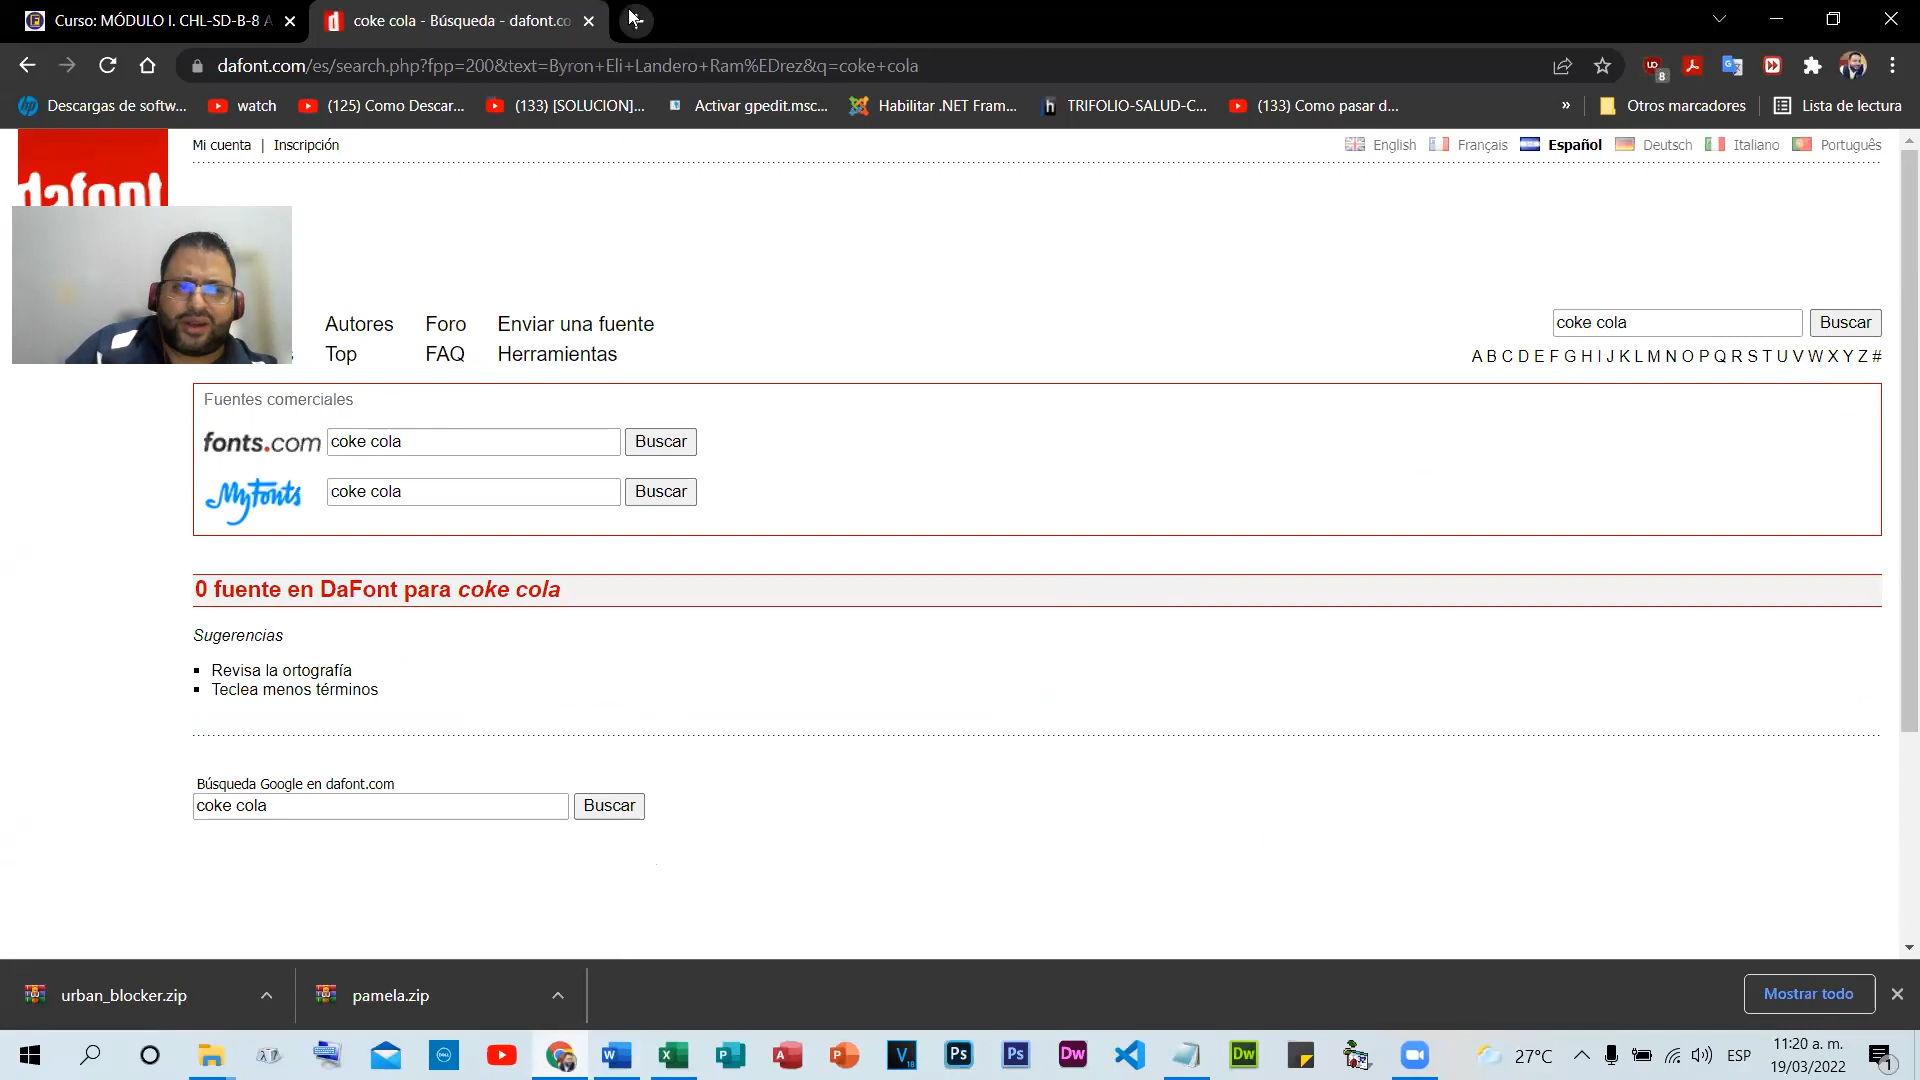 Curso: MÓDULO I. CHL-SD-B-8 A
coke cola - Búsqueda - dafont.co
dafont.com/es/search.php?fpp=200&text=Byron+Eli+Landero+Ram%EDrez&q=coke+cola
8
Descargas de softw...
watch
(125) Como Descar...
(133) [SOLUCION]...
Activar gpedit.msc...
Habilitar .NET Fram...
TRIFOLIO-SALUD-C...
(133) Como pasar d...
»
Otros marcadores
Lista de lectura
dafont
Mi cuenta | Inscripción
English Français Español Deutsch Italiano Português
Autores Foro Enviar una fuente
Top FAQ Herramientas
coke cola Buscar
A B C D E F G H I J K L M N O P Q R S T U V W X Y Z #
Fuentes comerciales
fonts.com coke cola Buscar
MyFonts coke cola Buscar
0 fuente en DaFont para coke cola
Sugerencias
Revisa la ortografía
Teclea menos términos
Búsqueda Google en dafont.com
coke cola Buscar
urban_blocker.zip
pamela.zip
Mostrar todo
27°C
ESP
11:20 a. m.
19/03/2022
1